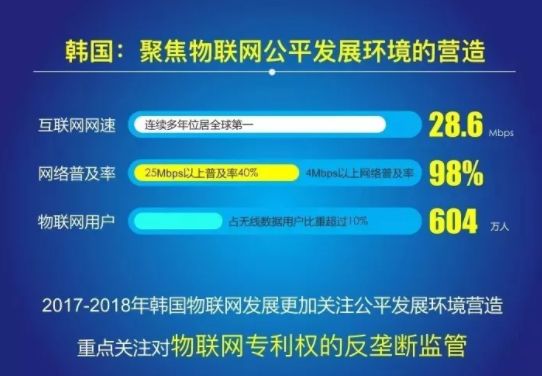 韩国：聚焦物联网公平发展环境的营造
互联网网速 连续多年位居全球第一 28.6 Mbps
网络普及率 25Mbps以上普及率40% 4Mbps以上网络普及率 98%
物联网用户 占无线数据用户比重超过10% 604 万人
2017-2018年韩国物联网发展更加关注公平发展环境营造
重点关注对物联网专利权的反垄断监管